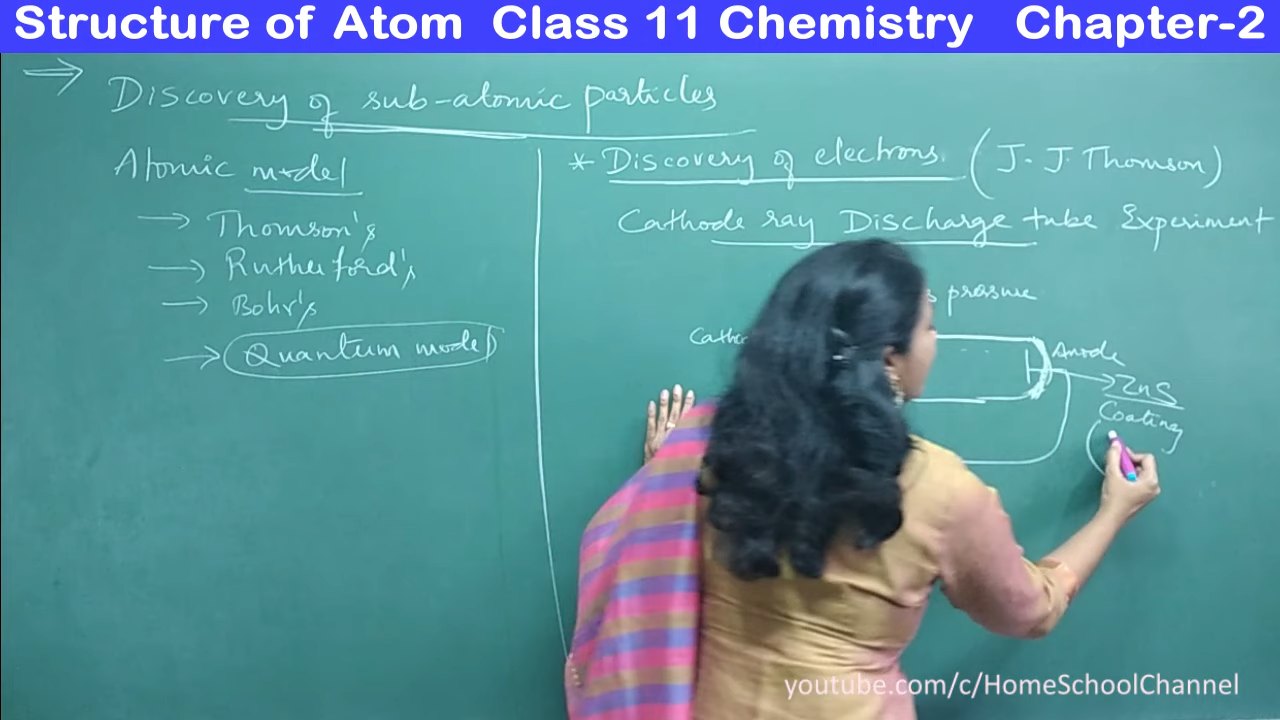 Structure of Atom Class 11 Chemistry Chapter-2
⇒ Discovery of sub-atomic particles
Atomic model
→ Thomson's
→ Rutherford's
→ Bohr's
→ Quantum model
* Discovery of electrons (J. J. Thomson)
Cathode ray Discharge tube Experiment
prasure
Anode
ZnS
Coating
youtube.com/c/HomeSchoolChannel